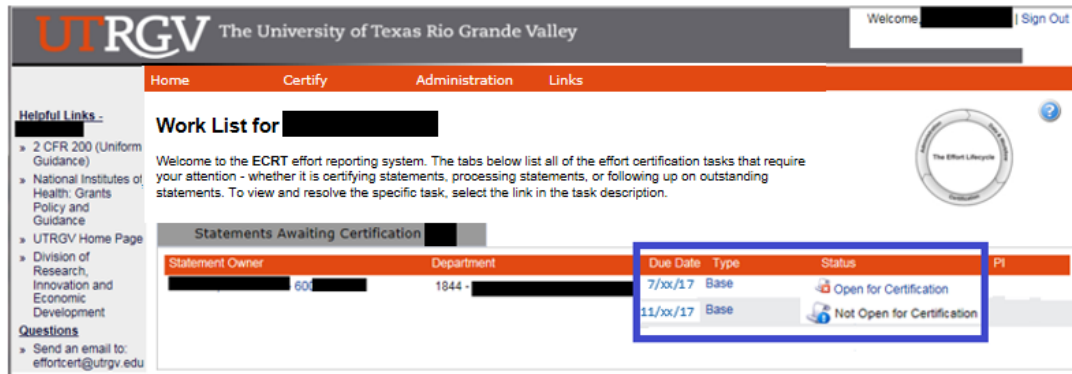 UTRGV The University of Texas Rio Grande Valley
Welcome, | Sign Out
Home Certify Administration Links
Helpful Links -
» 2 CFR 200 (Uniform
Guidance)
» National Institutes of
Health: Grants
Policy and
Guidance
» UTRGV Home Page
» Division of
Research,
Innovation and
Economic
Development
Questions
» Send an email to:
effortcert@utrgv.edu
Work List for
Welcome to the ECRT effort reporting system. The tabs below list all of the effort certification tasks that require
your attention - whether it is certifying statements, processing statements, or following up on outstanding
statements. To view and resolve the specific task, select the link in the task description.
The Effort Lifecycle
Certification
Statements Awaiting Certification
Statement Owner Department Due Date Type Status PI
- 600 1844 - 7/xx/17 Base Open for Certification
11/xx/17 Base Not Open for Certification